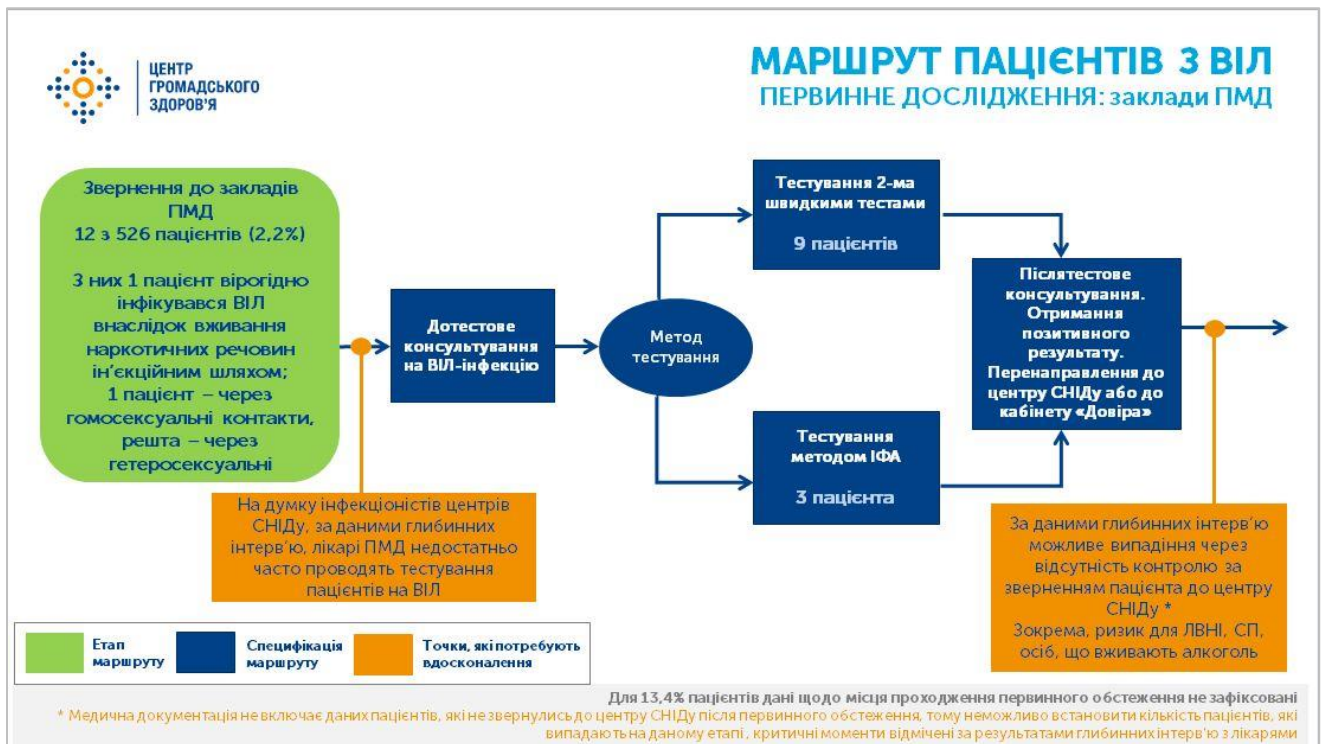 ЦЕНТР
ГРОМАДСЬКОГО
ЗДОРОВ'Я
МАРШРУТ ПАЦІЄНТІВ З ВІЛ
ПЕРВИННЕ ДОСЛІДЖЕННЯ: заклади ПМД
Звернення до закладів
ПМД
12 з 526 пацієнтів (2,2%)
З них 1 пацієнт вірогідно
інфікувався ВІЛ
внаслідок вживання
наркотичних речовин
ін'єкційним шляхом;
1 пацієнт – через
гомосексуальні контакти,
решта – через
гетеросексуальні
Дотестове
консультування
на ВІЛ-інфекцію
Метод
тестування
Тестування 2-ма
швидкими тестами
9 пацієнтів
Тестування
методом ІФА
3 пацієнта
Післятестове
консультування.
Отримання
позитивного
результату.
Перенаправлення до
центру СНІДу або до
кабінету «Довіра»
На думку інфекціоністів центрів
СНІДу, за даними глибинних
інтерв'ю, лікарі ПМД недостатньо
часто проводять тестування
пацієнтів на ВІЛ
За даними глибинних інтерв'ю
можливе випадіння через
відсутність контролю за
зверненням пацієнта до центру
СНІДу *
Зокрема, ризик для ЛВНІ, СП,
осіб, що вживають алкоголь
Етап
маршруту
Специфікація
маршруту
Точки, які потребують
вдосконалення
Для 13,4% пацієнтів дані щодо місця проходження первинного обстеження не зафіксовані
* Медична документація не включає даних пацієнтів, які не звернулись до центру СНІДу після первинного обстеження, тому неможливо встановити кількість пацієнтів, які
випадають на даному етапі, критичні моменти відмічені за результатами глибинних інтерв'ю з лікарями